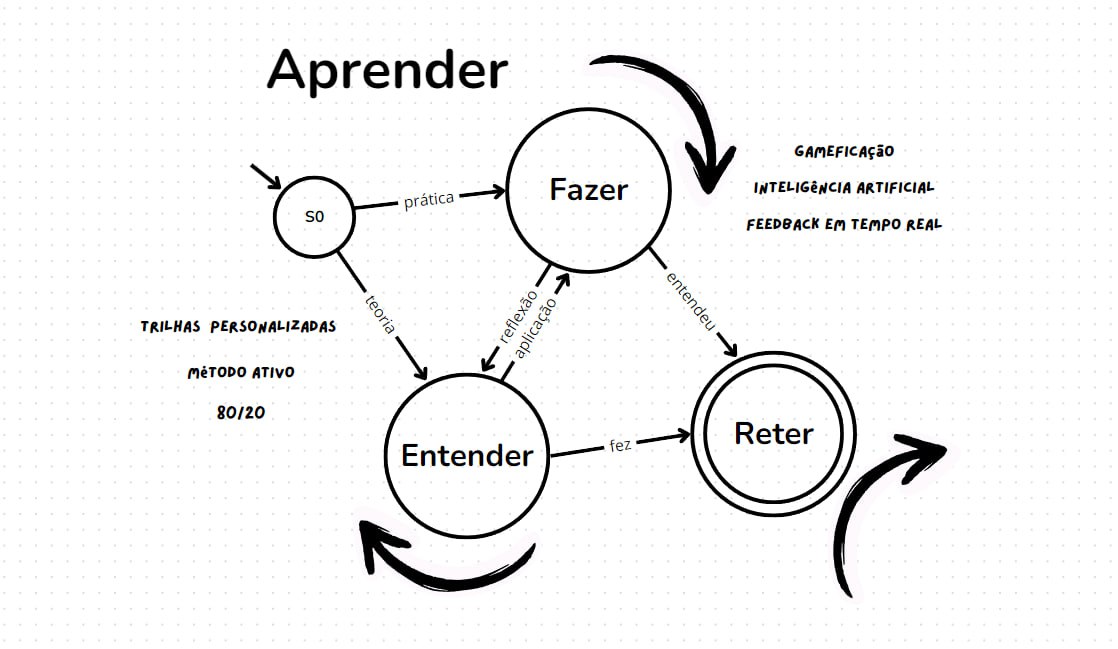 Aprender
GAMEFICAÇÃO
INTELIGÊNCIA ARTIFICIAL
FEEDBACK EM TEMPO REAL
Fazer
S0
prática
teoria
reflexão
aplicação
entendeu
TRILHAS PERSONALIZADAS
MÉTODO ATIVO
80/20
Entender
fez
Reter